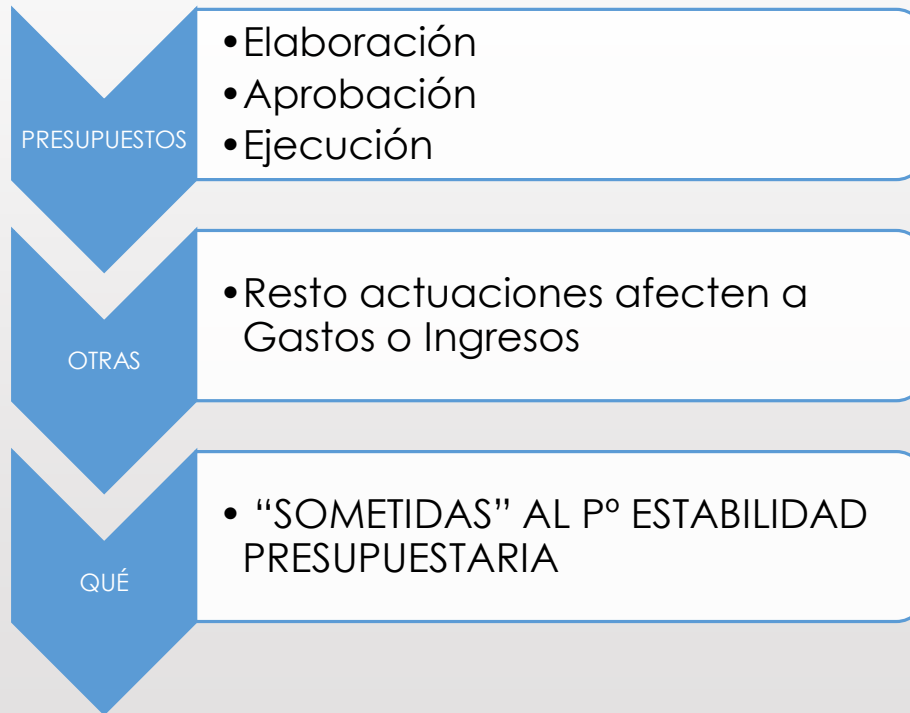 PRESUPUESTOS
•Elaboración
•Aprobación
•Ejecución
OTRAS
•Resto actuaciones afecten a
Gastos o Ingresos
QUÉ
• “SOMETIDAS” AL Pº ESTABILIDAD
PRESUPUESTARIA